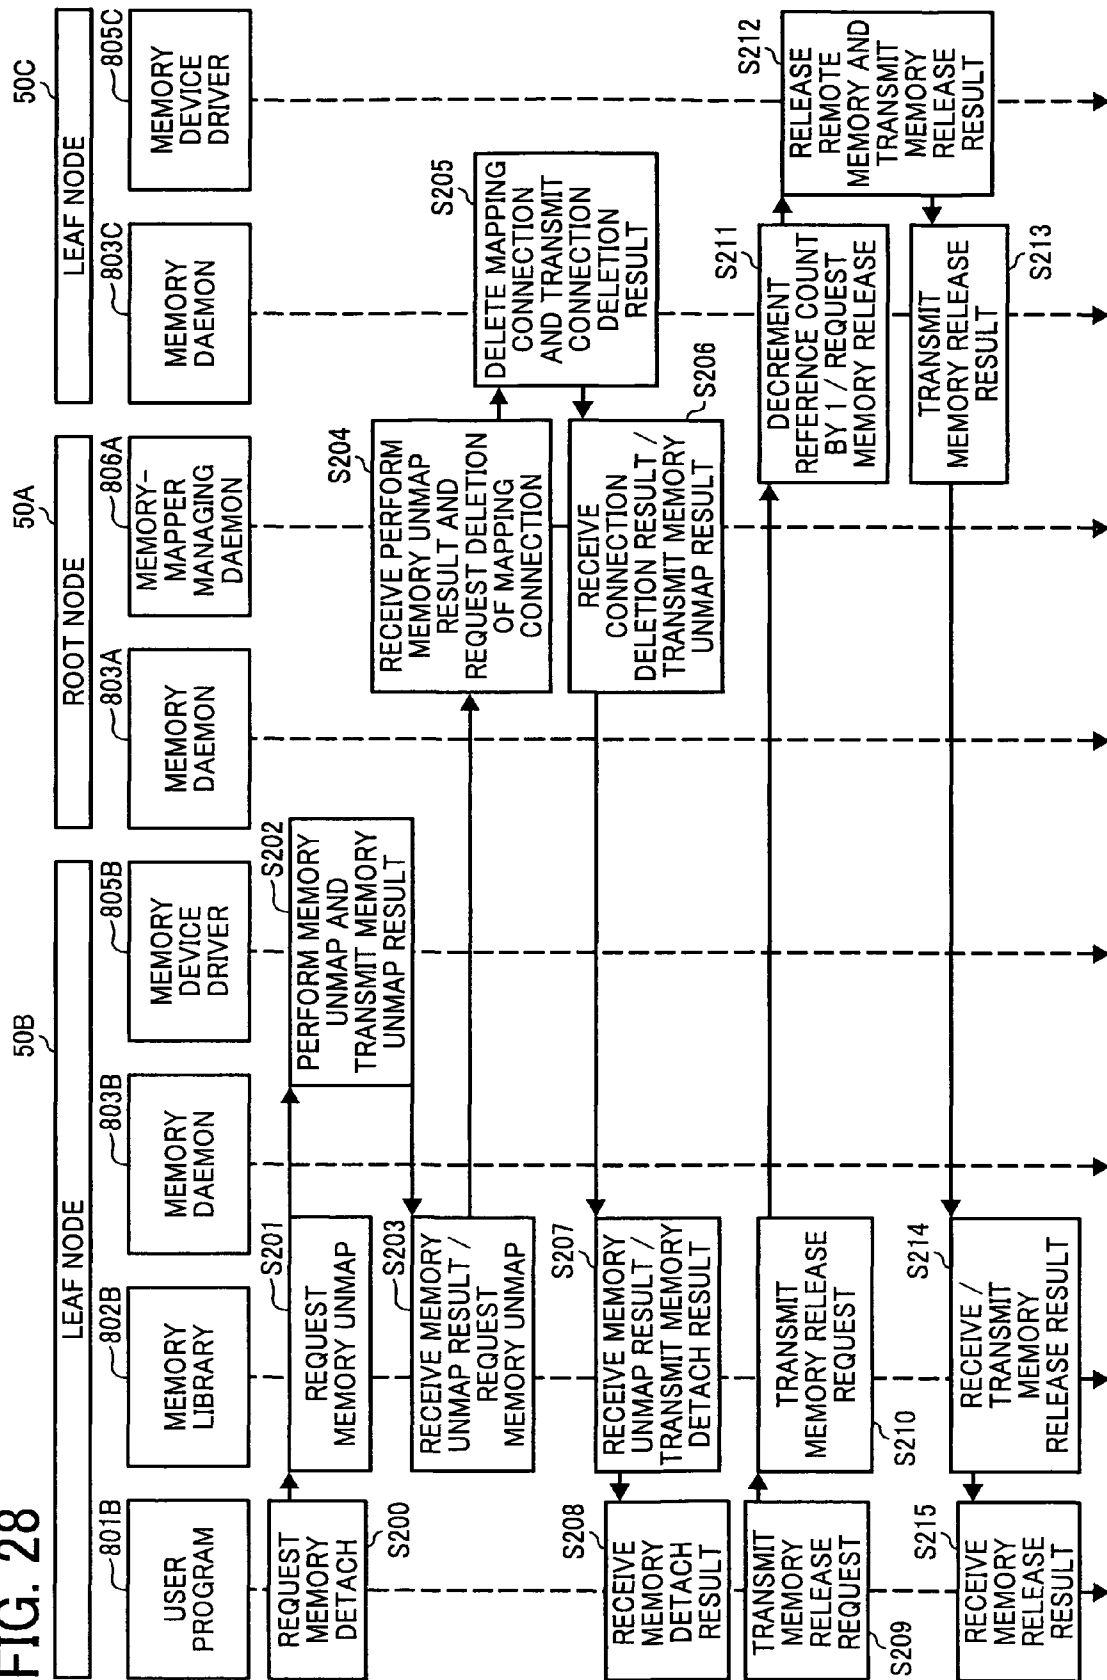 FIG. 28
50B
LEAF NODE
50A
ROOT NODE
50C
LEAF NODE
801B
USER
PROGRAM
802B
MEMORY
LIBRARY
803B
MEMORY
DAEMON
805B
MEMORY
DEVICE
DRIVER
803A
MEMORY
DAEMON
806A
MEMORY-
MAPPER
MANAGING
DAEMON
803C
MEMORY
DAEMON
805C
MEMORY
DEVICE
DRIVER
REQUEST
MEMORY
DETACH
S200
S201
REQUEST
MEMORY UNMAP
S202
PERFORM MEMORY
UNMAP AND
TRANSMIT MEMORY
UNMAP RESULT
S203
RECEIVE MEMORY
UNMAP RESULT /
REQUEST
MEMORY UNMAP
S204
RECEIVE PERFORM
MEMORY UNMAP
RESULT AND
REQUEST DELETION
OF MAPPING
CONNECTION
S205
DELETE MAPPING
CONNECTION
AND TRANSMIT
CONNECTION
DELETION
RESULT
S206
RECEIVE
CONNECTION
DELETION RESULT /
TRANSMIT MEMORY
UNMAP RESULT
S207
RECEIVE MEMORY
UNMAP RESULT /
TRANSMIT MEMORY
DETACH RESULT
S208
RECEIVE
MEMORY
DETACH
RESULT
TRANSMIT
MEMORY
RELEASE
REQUEST
S209
TRANSMIT
MEMORY RELEASE
REQUEST
S210
S211
DECREMENT
REFERENCE COUNT
BY 1 / REQUEST
MEMORY RELEASE
S212
RELEASE
REMOTE
MEMORY AND
TRANSMIT
MEMORY
RELEASE
RESULT
S213
TRANSMIT
MEMORY RELEASE
RESULT
S214
RECEIVE /
TRANSMIT
MEMORY
RELEASE RESULT
S215
RECEIVE
MEMORY
RELEASE
RESULT